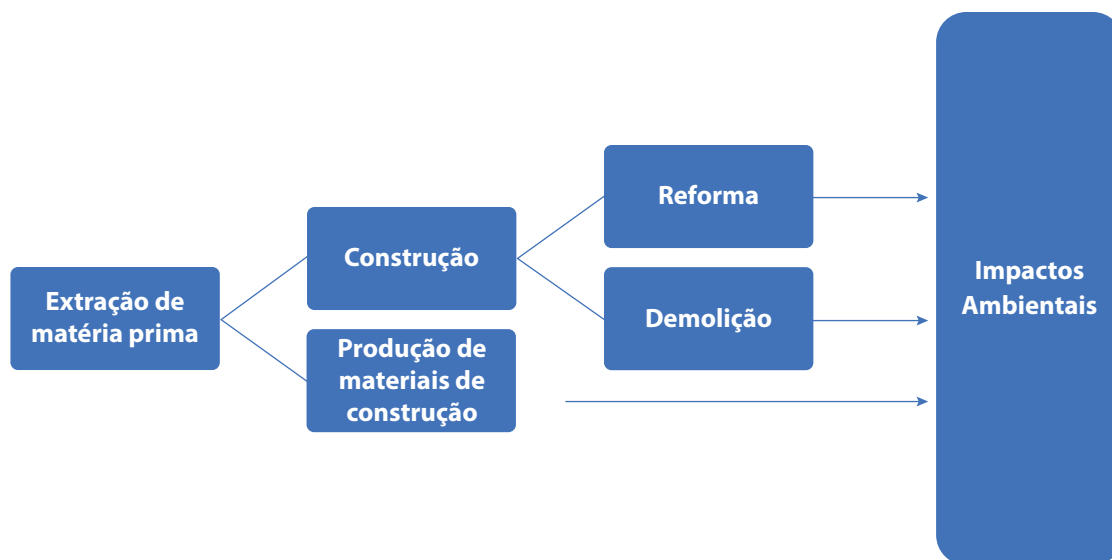 Extração de
matéria prima
Construção
Produção de
materiais de
construção
Reforma
Demolição
Impactos
Ambientais